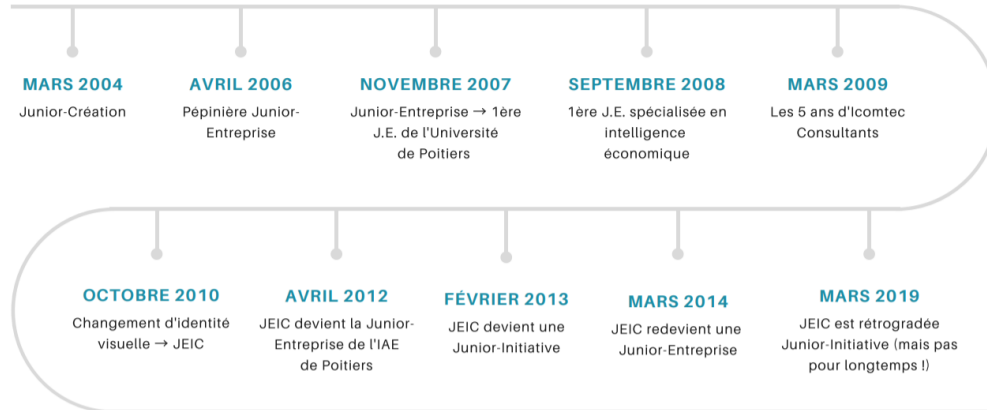 MARS 2004
Junior-Création
AVRIL 2006
Pépinière Junior-
Entreprise
NOVEMBRE 2007
Junior-Entreprise → 1ère
J.E. de l'Université
de Poitiers
SEPTEMBRE 2008
1ère J.E. spécialisée en
intelligence
économique
MARS 2009
Les 5 ans d'Icomtec
Consultants
OCTOBRE 2010
Changement d'identité
visuelle → JEIC
AVRIL 2012
JEIC devient la Junior-
Entreprise de l'IAE
de Poitiers
FÉVRIER 2013
JEIC devient une
Junior-Initiative
MARS 2014
JEIC redevient une
Junior-Entreprise
MARS 2019
JEIC est rétrogradée
Junior-Initiative (mais pas
pour longtemps !)